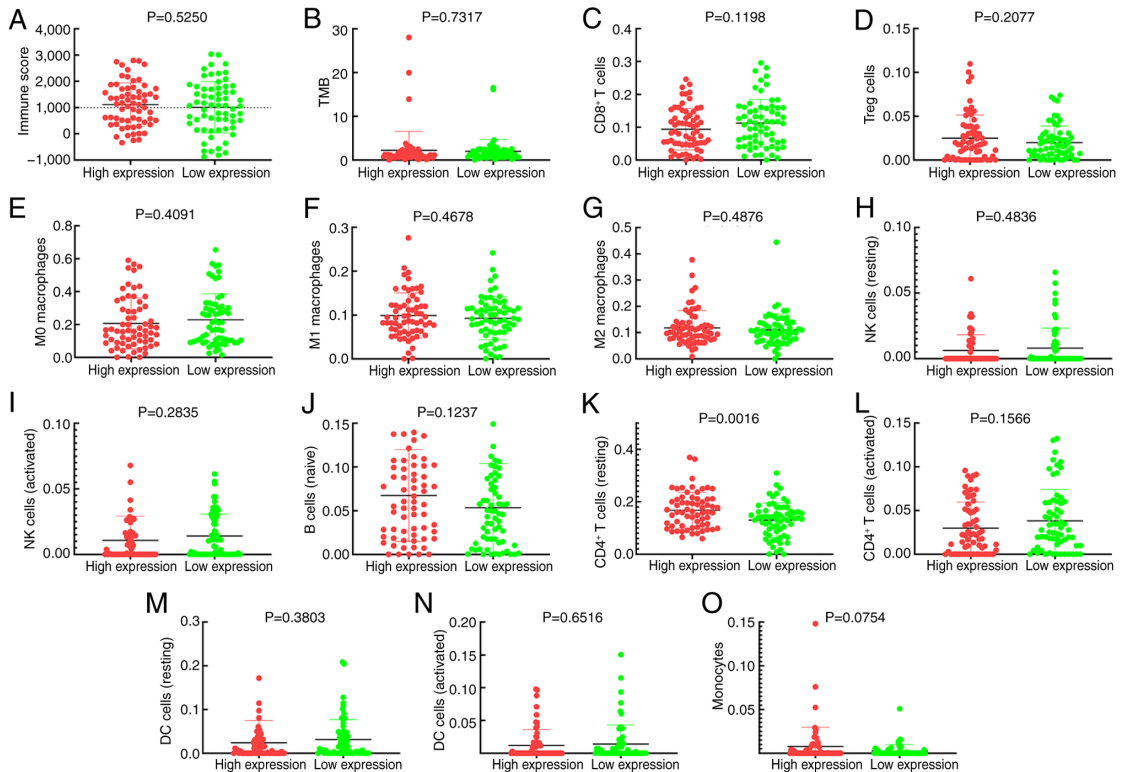 A
P=0.5250
Immune score
4,000
3,000
2,000
1,000
0
−1,000
High expression
Low expression
B
P=0.7317
TMB
30
20
10
0
High expression
Low expression
C
P=0.1198
CD8⁺ T cells
0.4
0.3
0.2
0.1
0.0
High expression
Low expression
D
P=0.2077
Treg cells
0.15
0.10
0.05
0.00
High expression
Low expression
E
P=0.4091
M0 macrophages
0.8
0.6
0.4
0.2
0.0
High expression
Low expression
F
P=0.4678
M1 macrophages
0.3
0.2
0.1
0.0
High expression
Low expression
G
P=0.4876
M2 macrophages
0.5
0.4
0.3
0.2
0.1
0.0
High expression
Low expression
H
P=0.4836
NK cells (resting)
0.10
0.05
0.00
High expression
Low expression
I
P=0.2835
NK cells (activated)
0.10
0.05
0.00
High expression
Low expression
J
P=0.1237
B cells (naive)
0.15
0.10
0.05
0.00
High expression
Low expression
K
P=0.0016
CD4⁺ T cells (resting)
0.4
0.2
0.0
High expression
Low expression
L
P=0.1566
CD4⁺ T cells (activated)
0.15
0.10
0.05
0.00
High expression
Low expression
M
P=0.3803
DC cells (resting)
0.3
0.2
0.1
0.0
High expression
Low expression
N
P=0.6516
DC cells (activated)
0.20
0.15
0.10
0.05
0.00
High expression
Low expression
O
P=0.0754
Monocytes
0.15
0.10
0.05
0.00
High expression
Low expression